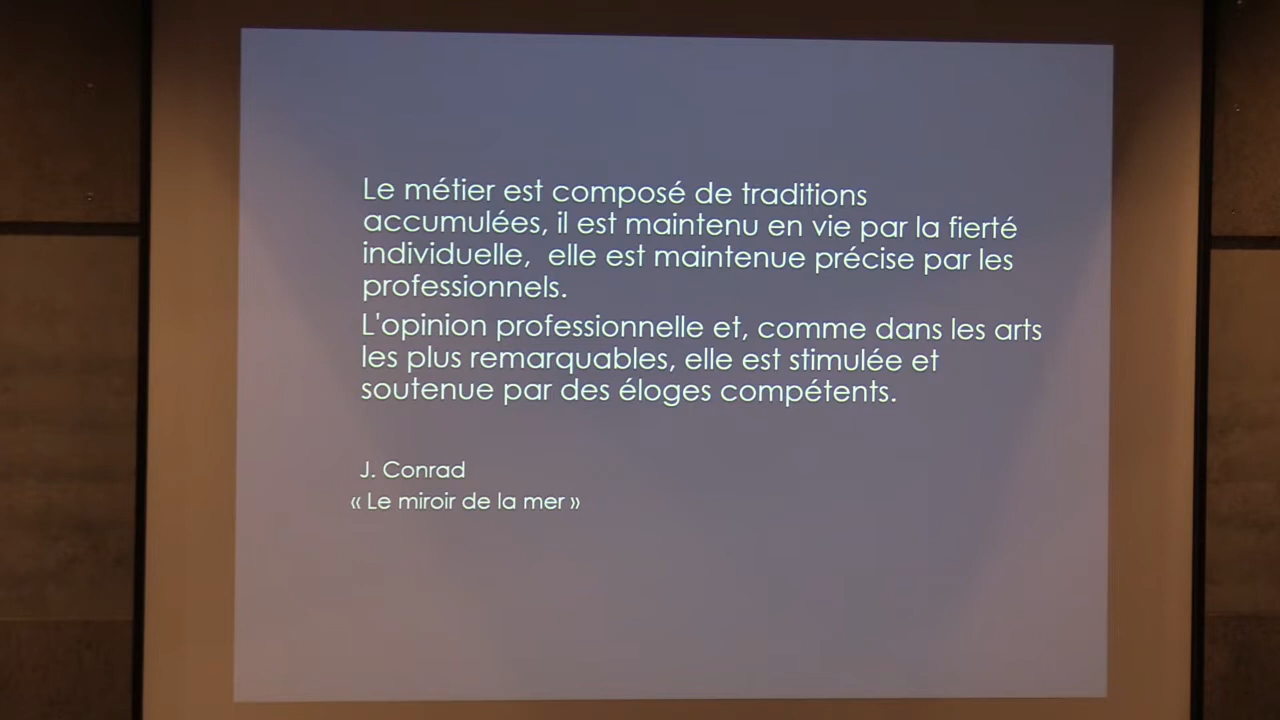 Le métier est composé de traditions
accumulées, il est maintenu en vie par la fierté
individuelle,  elle est maintenue précise par les
professionnels.
L'opinion professionnelle et, comme dans les arts
les plus remarquables, elle est stimulée et
soutenue par des éloges compétents.
J. Conrad
« Le miroir de la mer »